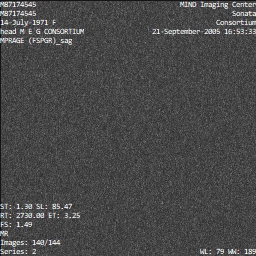 M87174545
M87174545
14-July-1971 F
head M E G CONSORTIUM
MPRAGE (FSPGR)_sag
MIND Imaging Center
Sonata
Consortium
21-September-2005 16:53:33
ST: 1.30 SL: 85.47
RT: 2730.00 ET: 3.25
FS: 1.49
MR
Images: 140/144
Series: 2
WL: 79 WW: 189